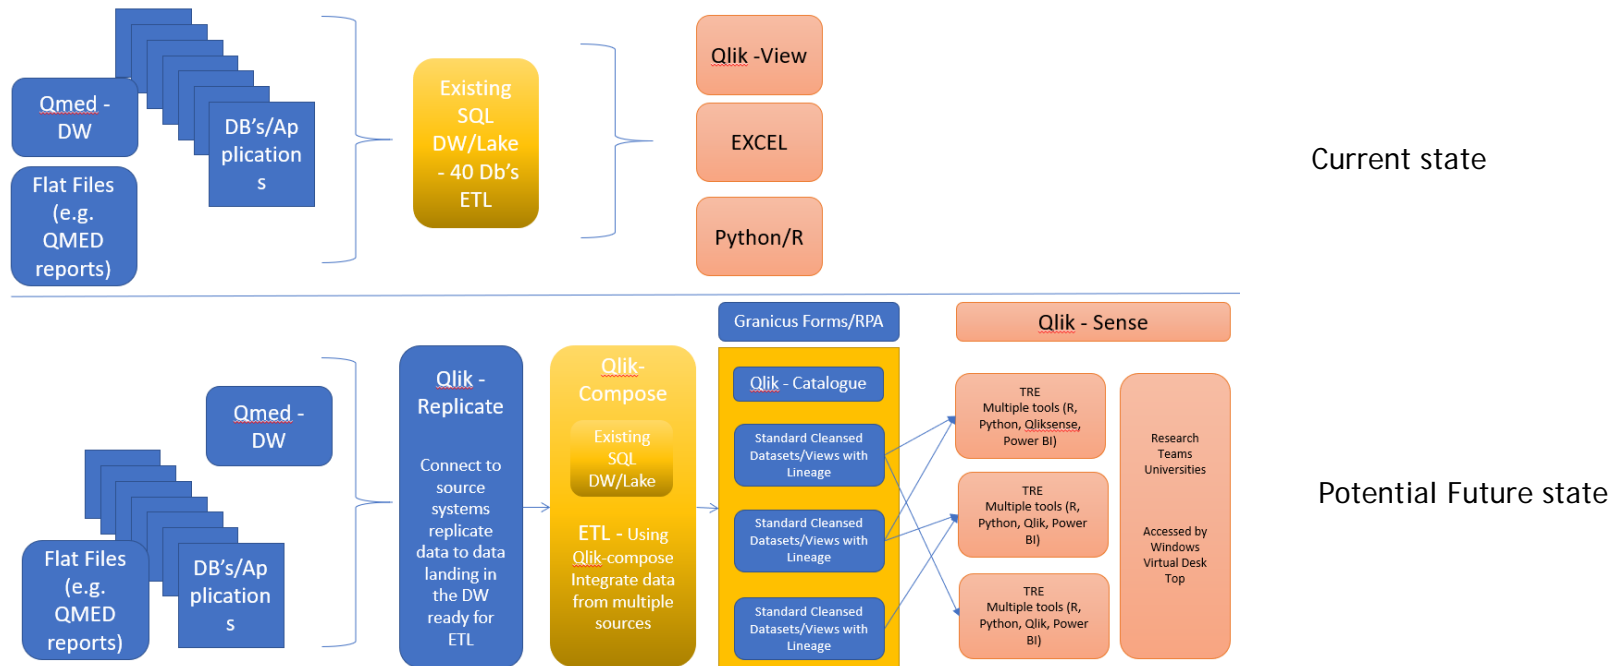 Qmed -
DW
Flat Files
(e.g.
QMED
reports)
DB's/Ap
plication
s
Existing
SQL
DW/Lake
- 40 Db's
ETL
Qlik -View
EXCEL
Python/R
Current state
Qmed -
DW
Flat Files
(e.g.
QMED
reports)
DB's/Ap
plication
s
Qlik -
Replicate
Connect to
source
systems
replicate
data to data
landing in
the DW
ready for
ETL
Qlik-
Compose
Existing
SQL
DW/Lake
ETL - Using
Qlik-compose
Integrate data
from multiple
sources
Granicus Forms/RPA
Qlik - Catalogue
Standard Cleansed
Datasets/Views with
Lineage
Standard Cleansed
Datasets/Views with
Lineage
Standard Cleansed
Datasets/Views with
Lineage
Qlik - Sense
TRE
Multiple tools (R,
Python, Qliksense,
Power BI)
TRE
Multiple tools (R,
Python, Qlik, Power
BI)
TRE
Multiple tools (R,
Python, Qlik, Power
BI)
Research
Teams
Universities
Accessed by
Windows
Virtual Desk
Top
Potential Future state